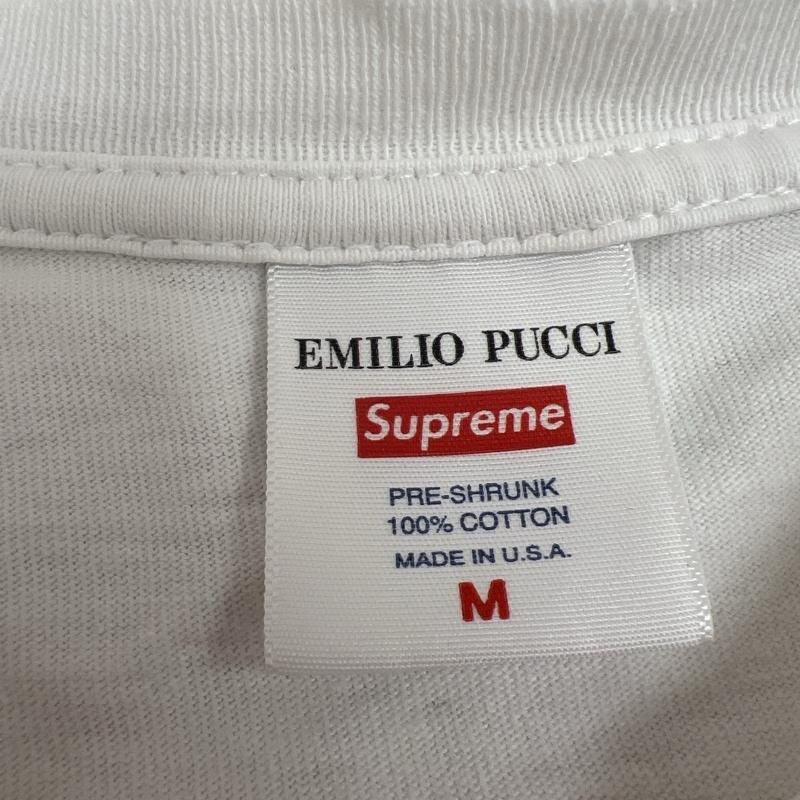 EMILIO PUCCI
Supreme
PRE-SHRUNK
100% COTTON
MADE IN U.S.A.
M